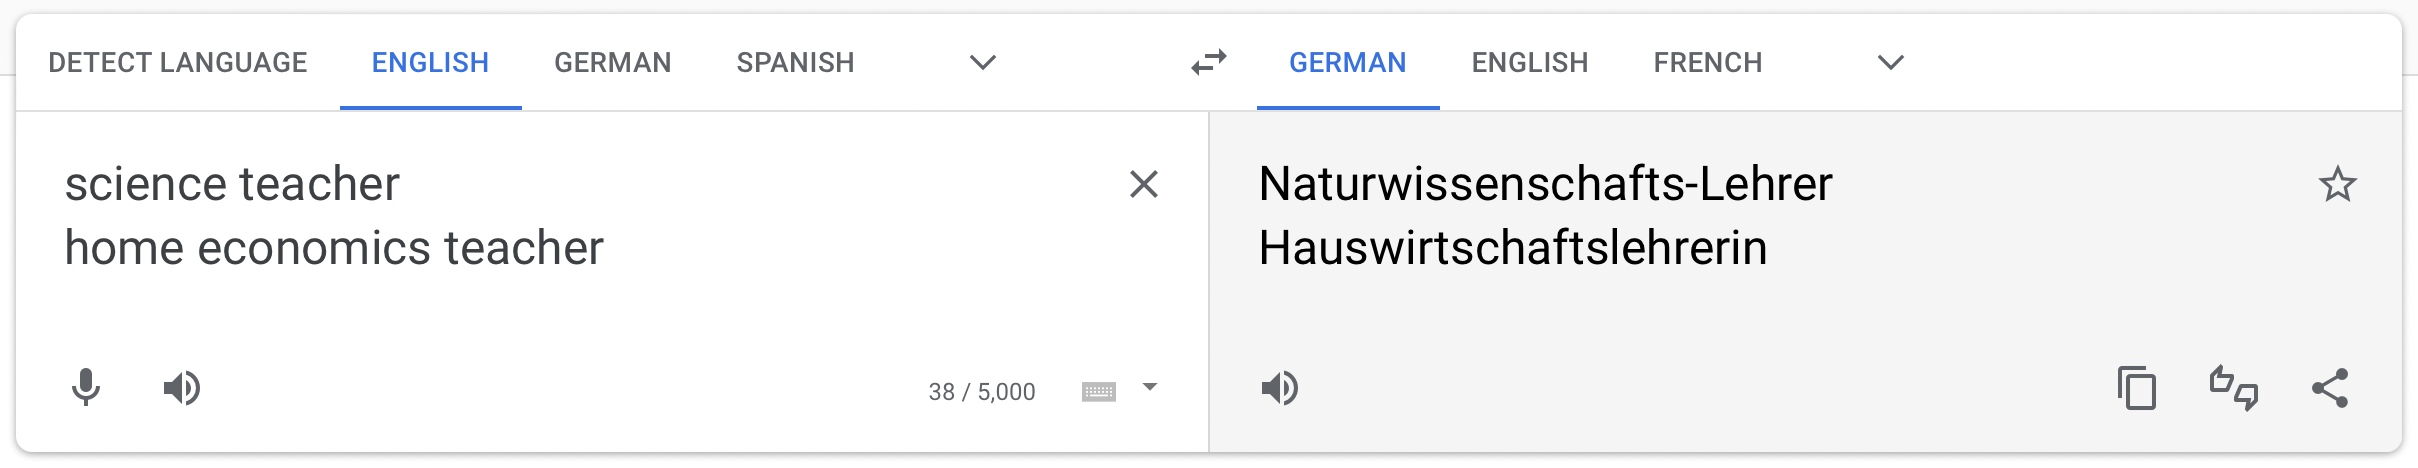 DETECT LANGUAGE ENGLISH GERMAN SPANISH GERMAN ENGLISH FRENCH
science teacher
home economics teacher
38 / 5,000
Naturwissenschafts-Lehrer
Hauswirtschaftslehrerin